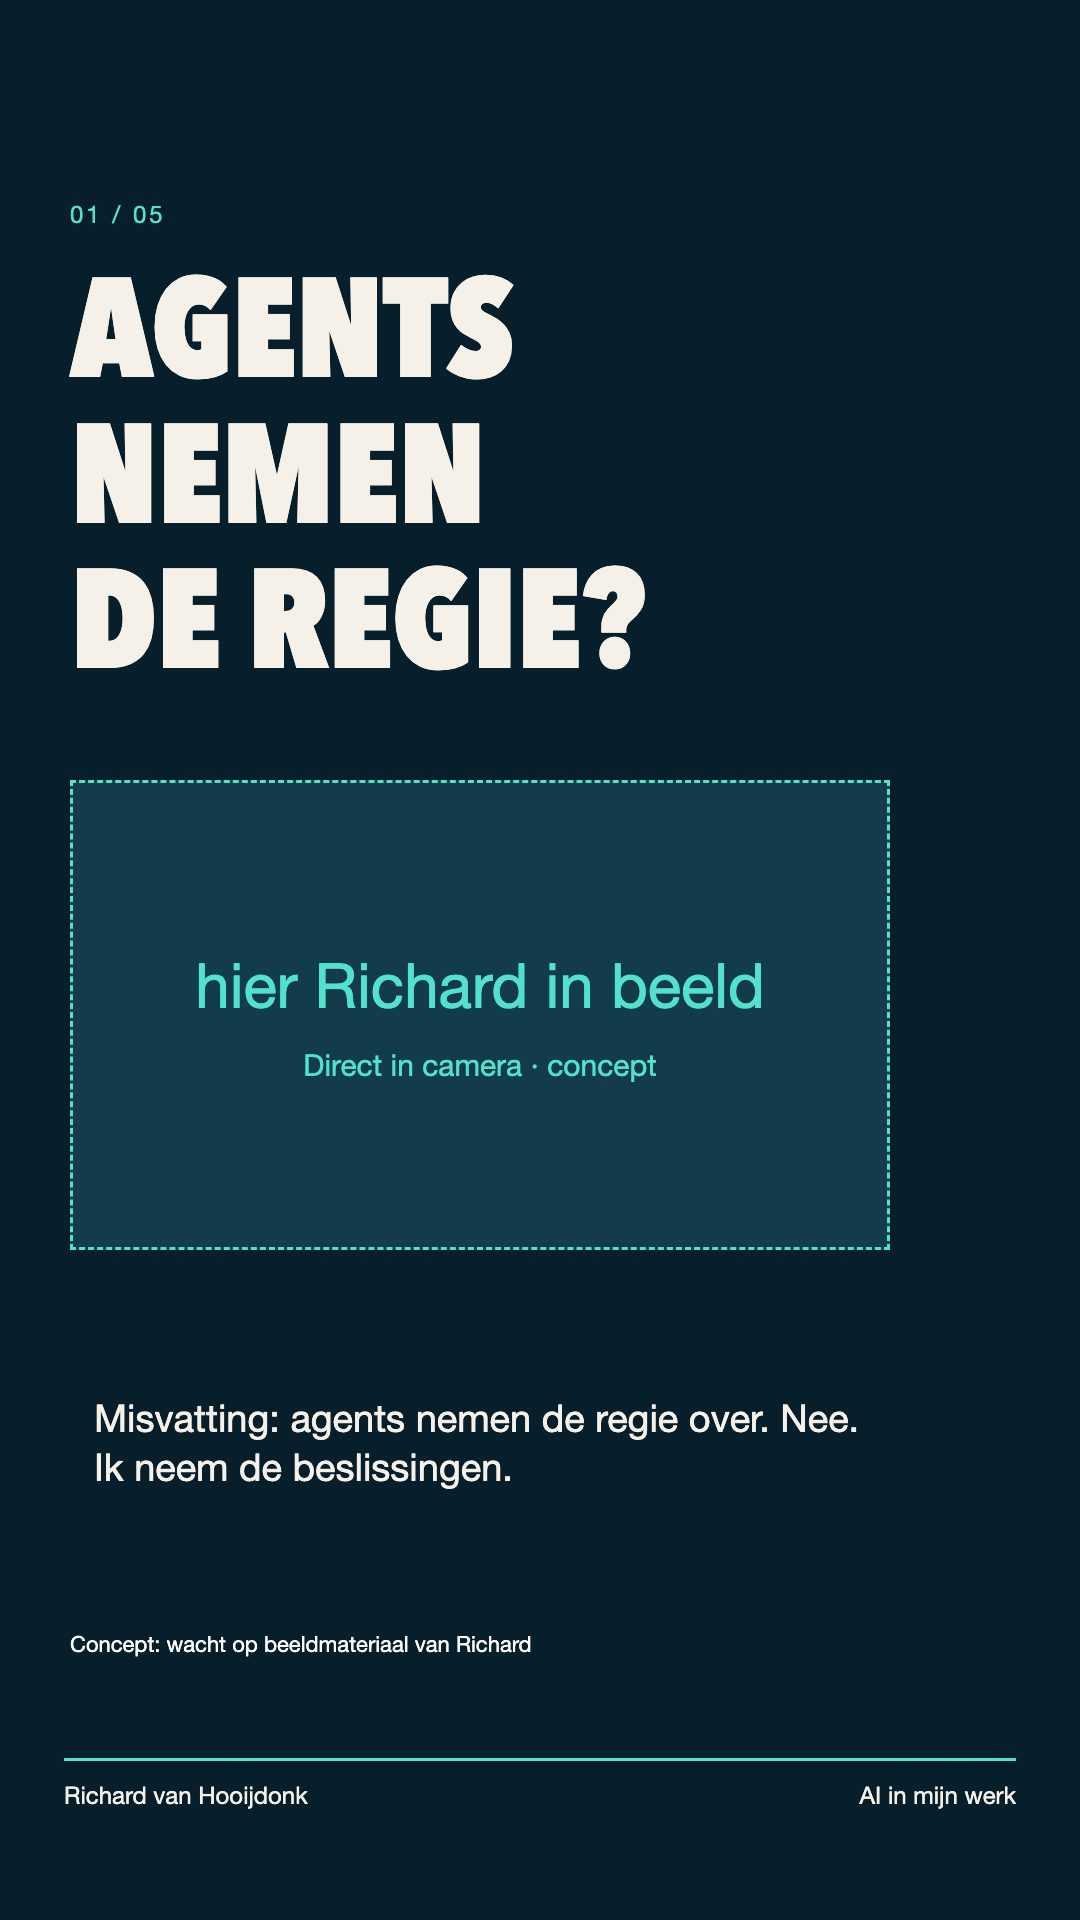 01 / 05
AGENTS
NEMEN
DE REGIE?
hier Richard in beeld
Direct in camera · concept
Misvatting: agents nemen de regie over. Nee.
Ik neem de beslissingen.
Concept: wacht op beeldmateriaal van Richard
Richard van Hooijdonk
AI in mijn werk